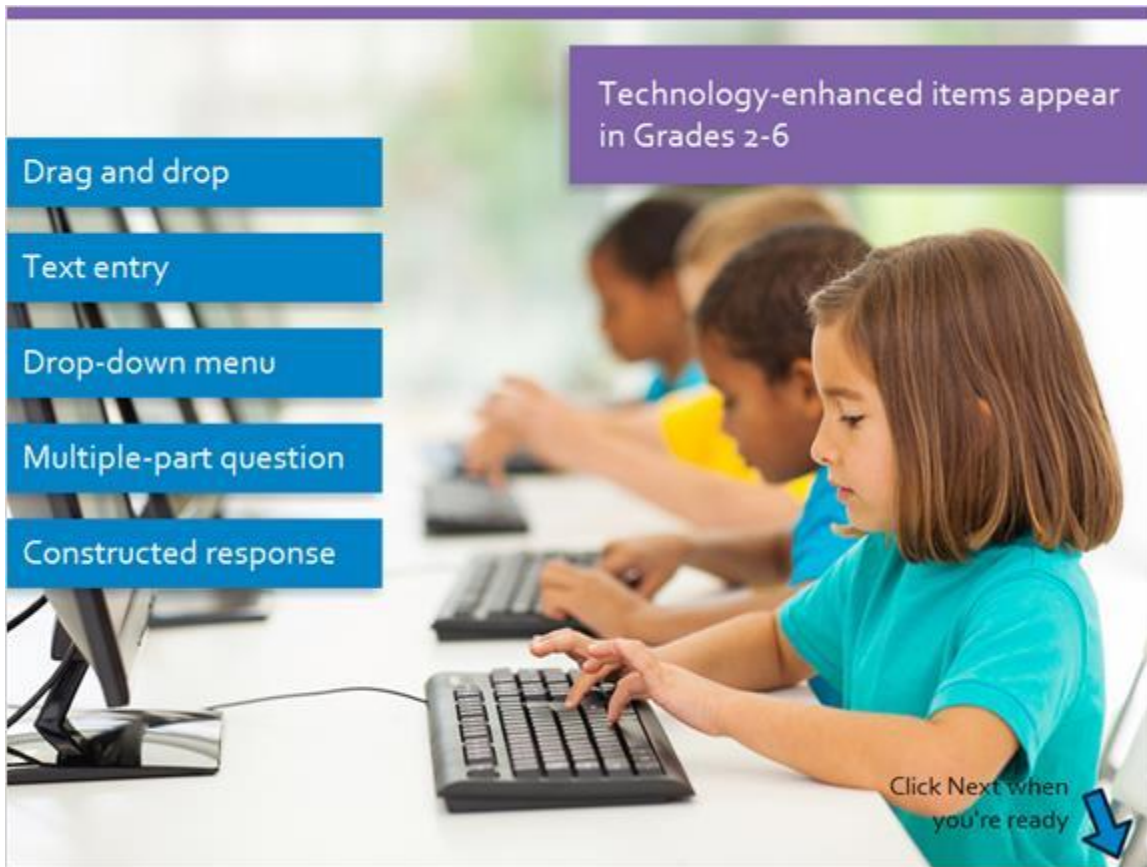 Technology-enhanced items appear
in Grades 2-6
Drag and drop
Text entry
Drop-down menu
Multiple-part question
Constructed response
Click Next when
you're ready